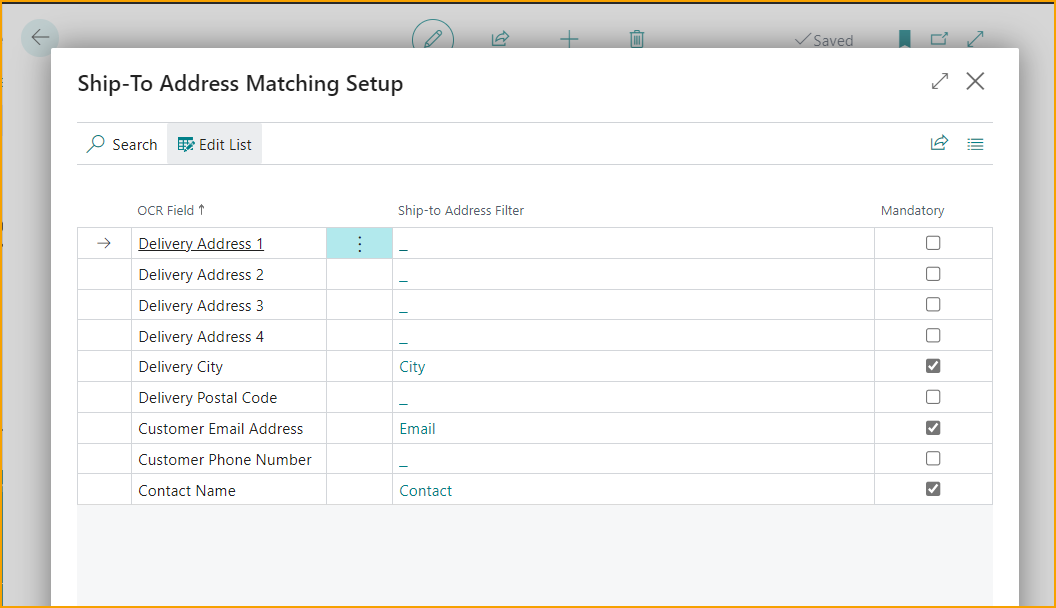 Saved
Ship-To Address Matching Setup
Search Edit List
OCR Field ↑ Ship-to Address Filter Mandatory
→ Delivery Address 1 ⋮ _
Delivery Address 2 _
Delivery Address 3 _
Delivery Address 4 _
Delivery City City
Delivery Postal Code _
Customer Email Address Email
Customer Phone Number _
Contact Name Contact